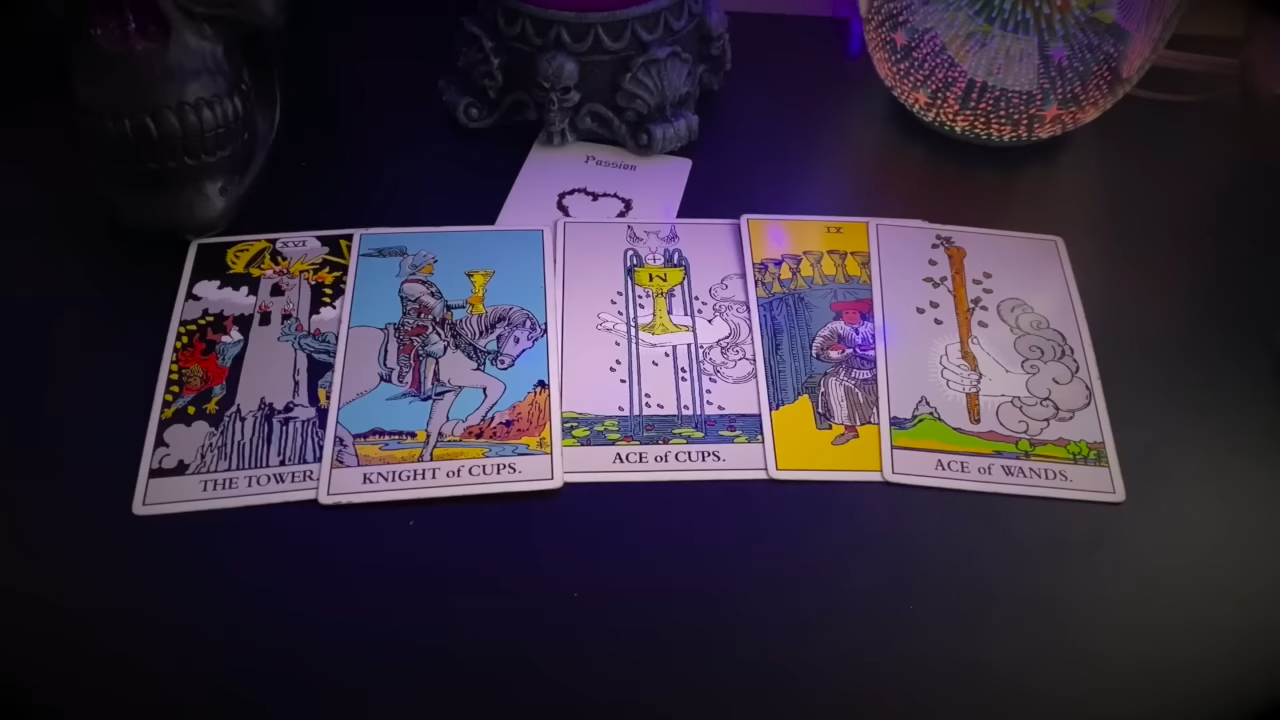 Passion
XVI
IX
M
THE TOWER.
KNIGHT of CUPS.
ACE of CUPS.
ACE of WANDS.